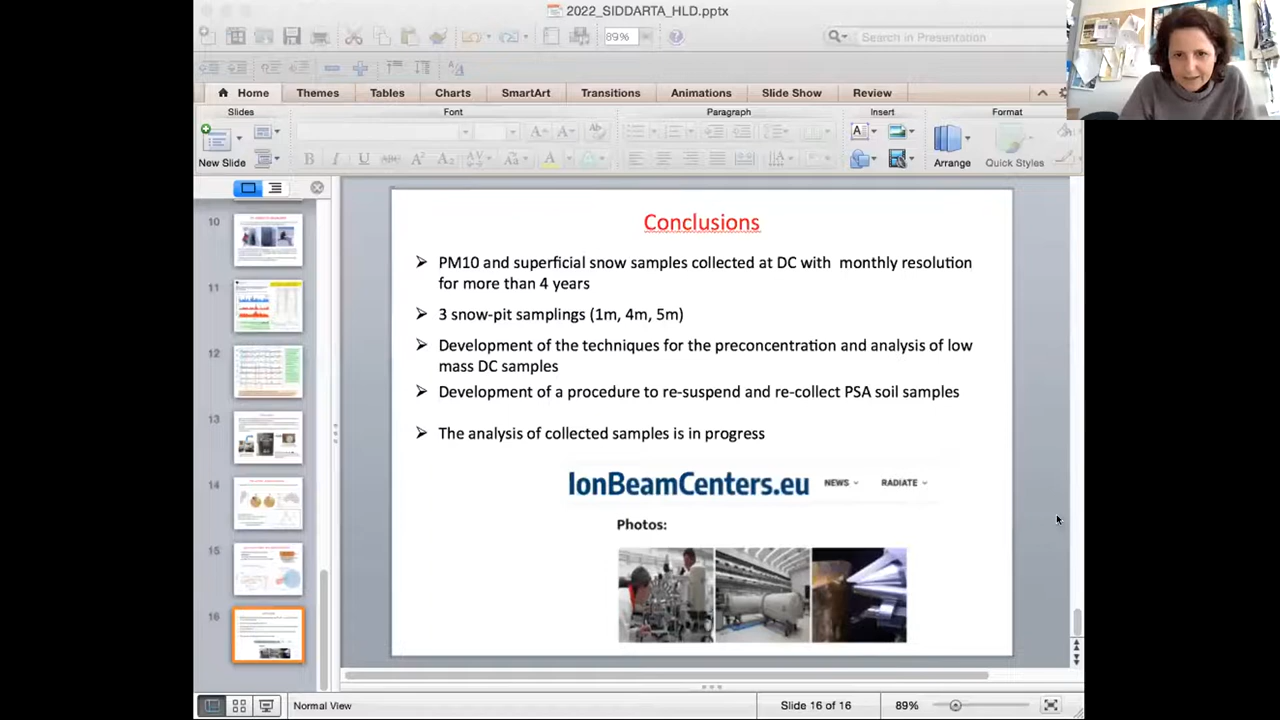 2022_SIDDARTA_HLD.pptx
89%
Search in Presentation
Home Themes Tables Charts SmartArt Transitions Animations Slide Show Review
Slides Font Paragraph Insert Format
New Slide
Arrange Quick Styles
10
11
12
13
14
15
16
Conclusions
PM10 and superficial snow samples collected at DC with monthly resolution
for more than 4 years
3 snow-pit samplings (1m, 4m, 5m)
Development of the techniques for the preconcentration and analysis of low
mass DC samples
Development of a procedure to re-suspend and re-collect PSA soil samples
The analysis of collected samples is in progress
IonBeamCenters.eu NEWS RADIATE
Photos:
Normal View Slide 16 of 16 89%